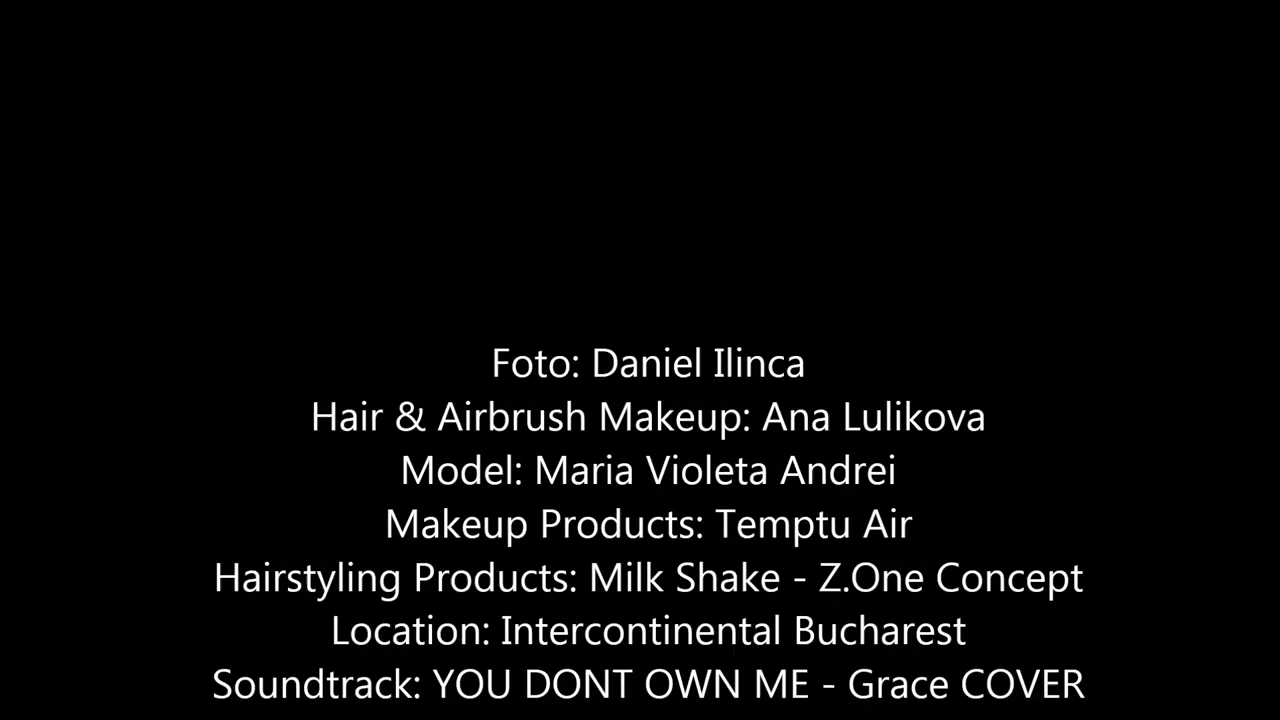 Foto: Daniel Ilinca
Hair & Airbrush Makeup: Ana Lulikova
Model: Maria Violeta Andrei
Makeup Products: Temptu Air
Hairstyling Products: Milk Shake - Z.One Concept
Location: Intercontinental Bucharest
Soundtrack: YOU DONT OWN ME - Grace COVER